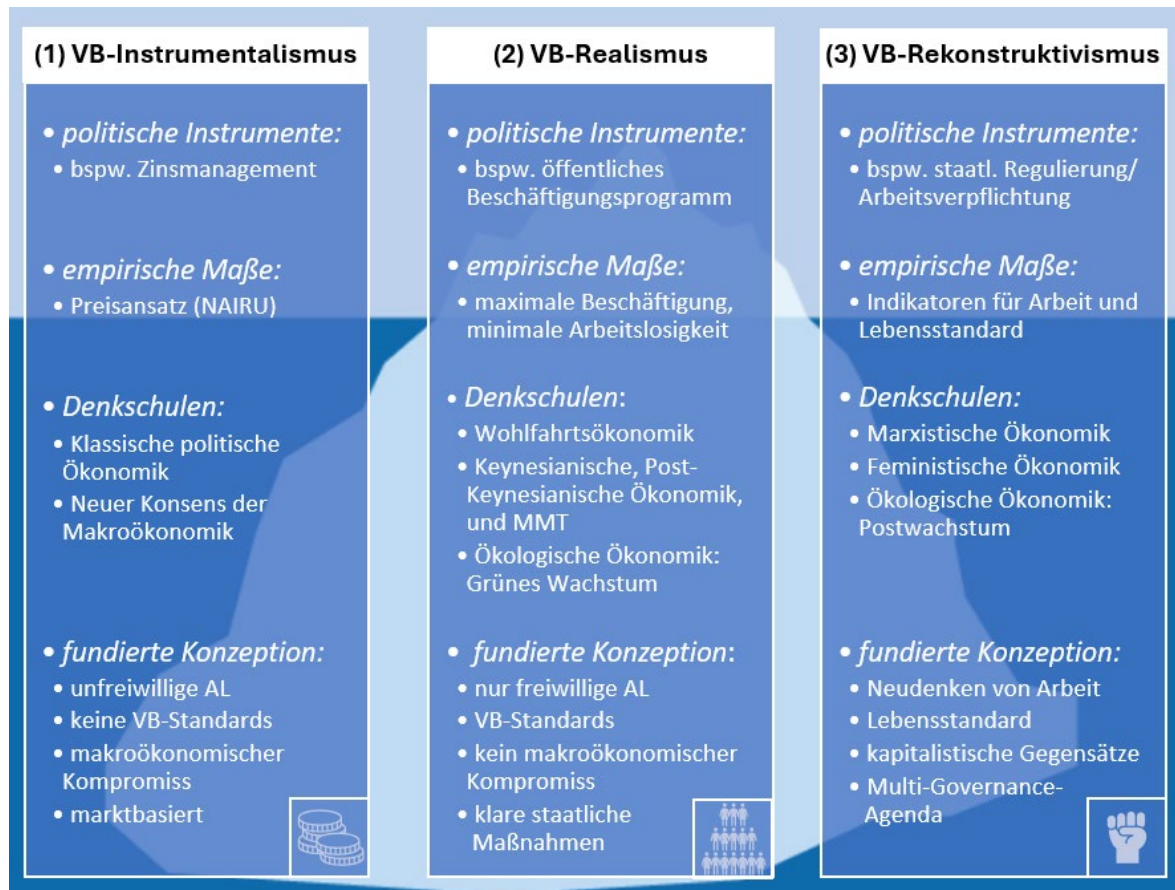 (1) VB-Instrumentalismus
• politische Instrumente:
• bspw. Zinsmanagement
• empirische Maße:
• Preisansatz (NAIRU)
• Denkschulen:
• Klassische politische
Ökonomik
• Neuer Konsens der
Makroökonomik
• fundierte Konzeption:
• unfreiwillige AL
• keine VB-Standards
• makroökonomischer
Kompromiss
• marktbasiert
(2) VB-Realismus
• politische Instrumente:
• bspw. öffentliches
Beschäftigungsprogramm
• empirische Maße:
• maximale Beschäftigung,
minimale Arbeitslosigkeit
• Denkschulen:
• Wohlfahrtsökonomik
• Keynesianische, Post-
Keynesianische Ökonomik,
und MMT
• Ökologische Ökonomik:
Grünes Wachstum
• fundierte Konzeption:
• nur freiwillige AL
• VB-Standards
• kein makroökonomischer
Kompromiss
• klare staatliche
Maßnahmen
(3) VB-Rekonstruktivismus
• politische Instrumente:
• bspw. staatl. Regulierung/
Arbeitsverpflichtung
• empirische Maße:
• Indikatoren für Arbeit und
Lebensstandard
• Denkschulen:
• Marxistische Ökonomik
• Feministische Ökonomik
• Ökologische Ökonomik:
Postwachstum
• fundierte Konzeption:
• Neudenken von Arbeit
• Lebensstandard
• kapitalistische Gegensätze
• Multi-Governance-
Agenda